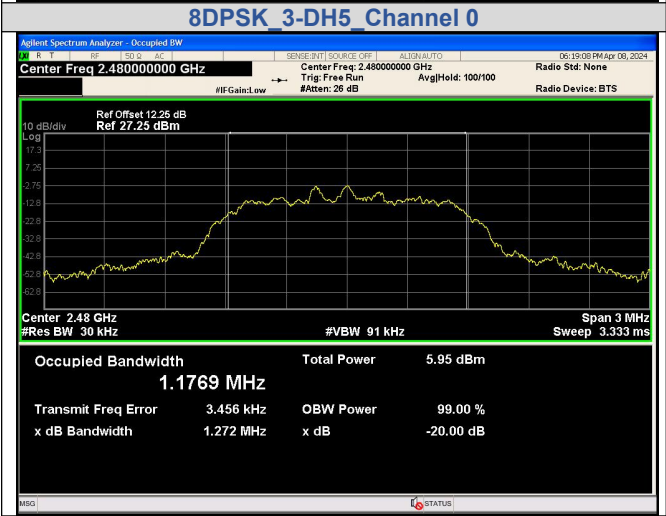 8DPSK_3-DH5_Channel 0
Agilent Spectrum Analyzer - Occupied BW
LXI R T RF 50 Ω AC SENSE:INT SOURCE OFF ALIGN AUTO 06:19:08 PM Apr 08, 2024
Center Freq 2.480000000 GHz Center Freq: 2.480000000 GHz Radio Std: None
Trig: Free Run Avg|Hold: 100/100
#IFGain:Low #Atten: 26 dB Radio Device: BTS
Ref Offset 12.25 dB
10 dB/div Ref 27.25 dBm
Log
17.3
7.25
-2.75
-12.8
-22.8
-32.8
-42.8
-52.8
-62.8
Center 2.48 GHz Span 3 MHz
#Res BW 30 kHz #VBW 91 kHz Sweep 3.333 ms
Occupied Bandwidth Total Power 5.95 dBm
1.1769 MHz
Transmit Freq Error 3.456 kHz OBW Power 99.00 %
x dB Bandwidth 1.272 MHz x dB -20.00 dB
MSG STATUS